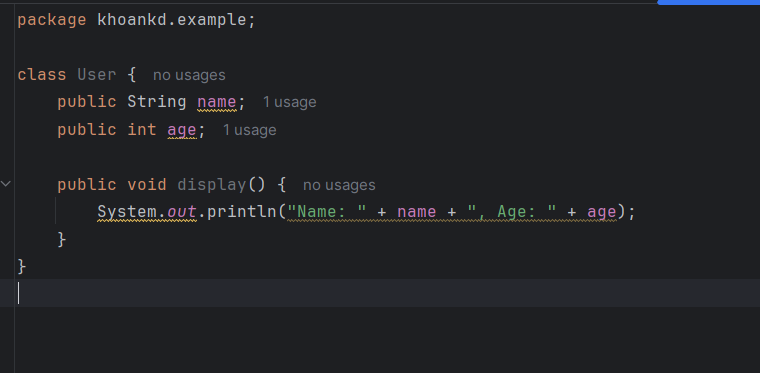 package khoankd.example;
class User { no usages
public String name; 1 usage
public int age; 1 usage
public void display() { no usages
System.out.println("Name: " + name + ", Age: " + age);
}
}